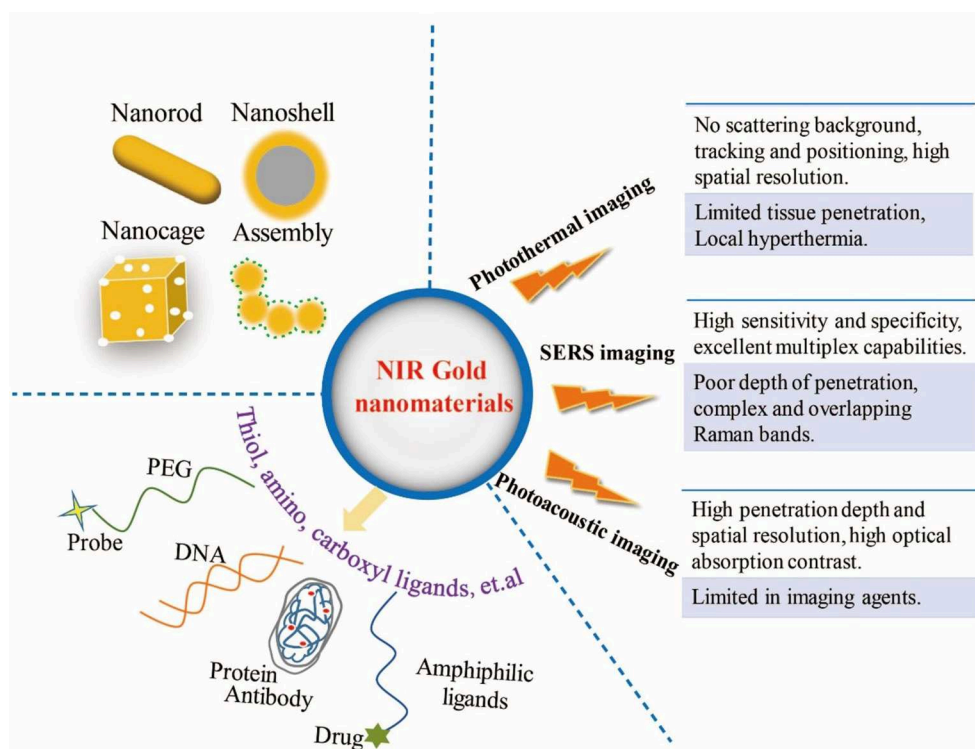 Nanorod
Nanoshell
Nanocage
Assembly
NIR Gold
nanomaterials
Photothermal imaging
No scattering background,
tracking and positioning, high
spatial resolution.
Limited tissue penetration,
Local hyperthermia.
SERS imaging
High sensitivity and specificity,
excellent multiplex capabilities.
Poor depth of penetration,
complex and overlapping
Raman bands.
Photoacoustic imaging
High penetration depth and
spatial resolution, high optical
absorption contrast.
Limited in imaging agents.
Thiol, amino, carboxyl ligands, et.al
PEG
Probe
DNA
Protein
Antibody
Amphiphilic
ligands
Drug